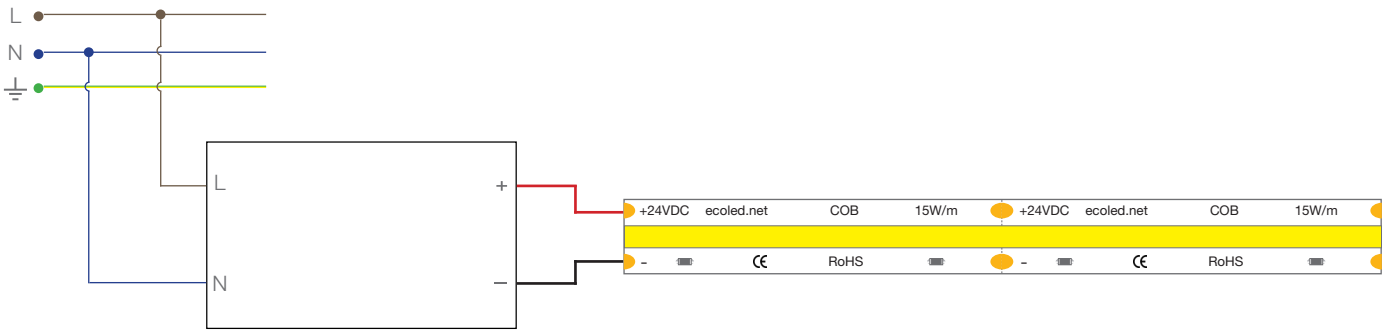 L
N
L
+
N
–
+24VDC ecoled.net COB 15W/m +24VDC ecoled.net COB 15W/m
- CE RoHS - CE RoHS